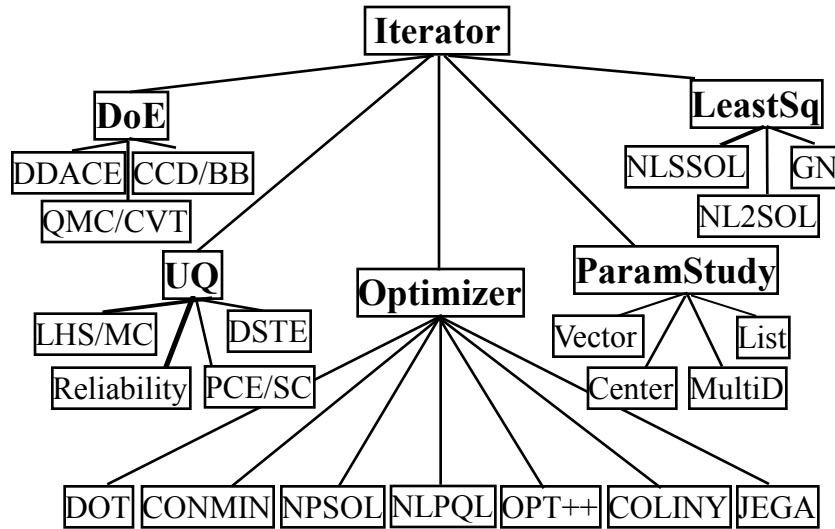 Iterator
DoE
LeastSq
DDACE
CCD/BB
QMC/CVT
NLSSOL
GN
NL2SOL
UQ
Optimizer
ParamStudy
LHS/MC
DSTE
Reliability
PCE/SC
Vector
List
Center
MultiD
DOT
CONMIN
NPSOL
NLPQL
OPT++
COLINY
JEGA